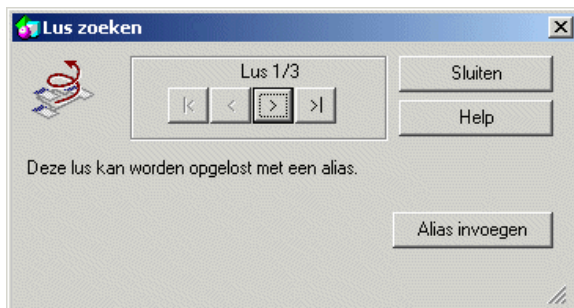 Lus zoeken
Lus 1/3
|< < > >|
Sluiten
Help
Deze lus kan worden opgelost met een alias.
Alias invoegen